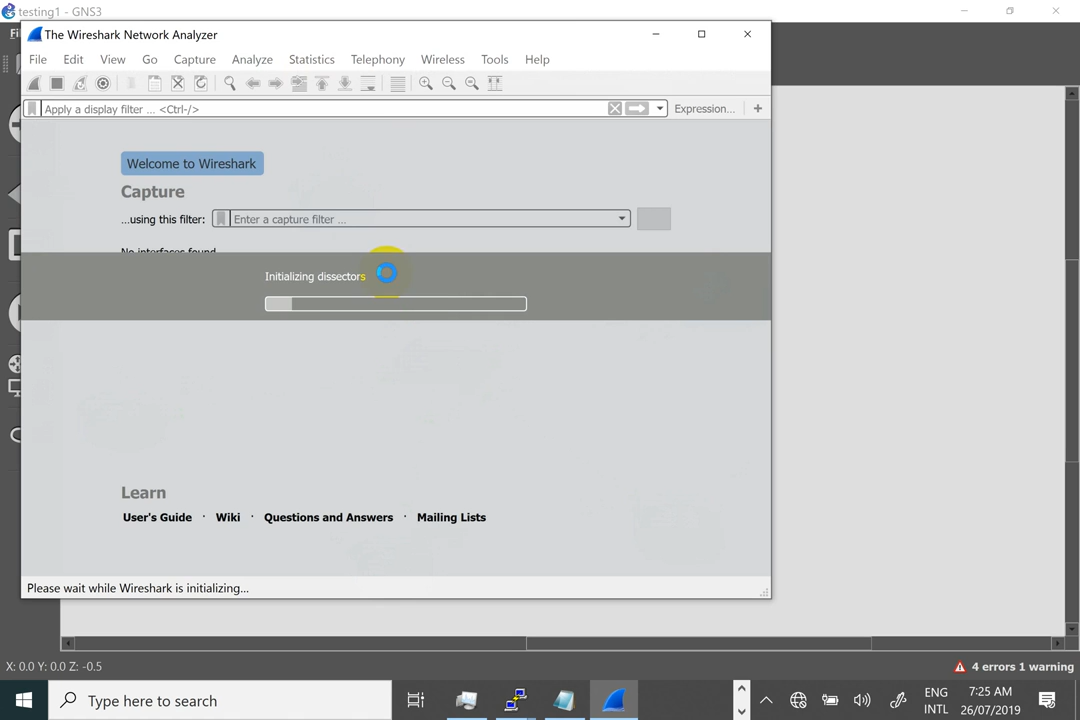 testing1 - GNS3
The Wireshark Network Analyzer
File Edit View Go Capture Analyze Statistics Telephony Wireless Tools Help
Apply a display filter ... <Ctrl-/>
Expression...
+
Welcome to Wireshark
Capture
...using this filter:
Enter a capture filter ...
No interfaces found
Initializing dissectors
Learn
User's Guide · Wiki · Questions and Answers · Mailing Lists
Please wait while Wireshark is initializing...
X: 0.0 Y: 0.0 Z: -0.5
4 errors 1 warning
Type here to search
ENG
INTL
7:25 AM
26/07/2019